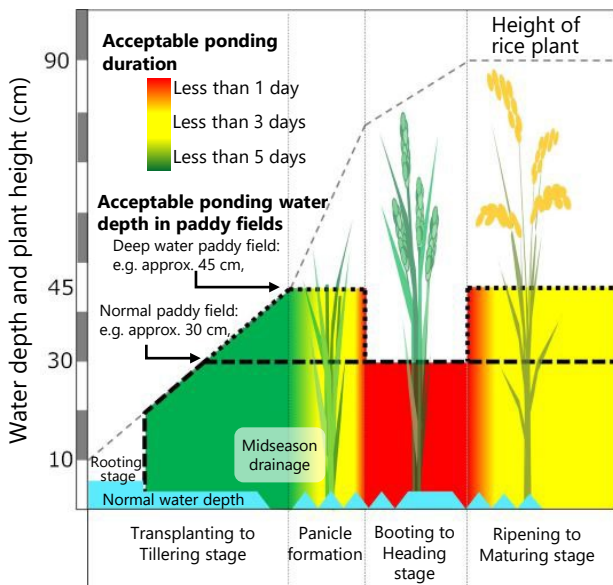 Acceptable ponding
duration
Less than 1 day
Less than 3 days
Less than 5 days
Height of
rice plant
Acceptable ponding water
depth in paddy fields
Deep water paddy field:
e.g. approx. 45 cm,
Normal paddy field:
e.g. approx. 30 cm,
Water depth and plant height (cm)
90
45
30
10
Rooting
stage
Midseason
drainage
Normal water depth
Transplanting to
Tillering stage
Panicle
formation
Booting to
Heading
stage
Ripening to
Maturing stage